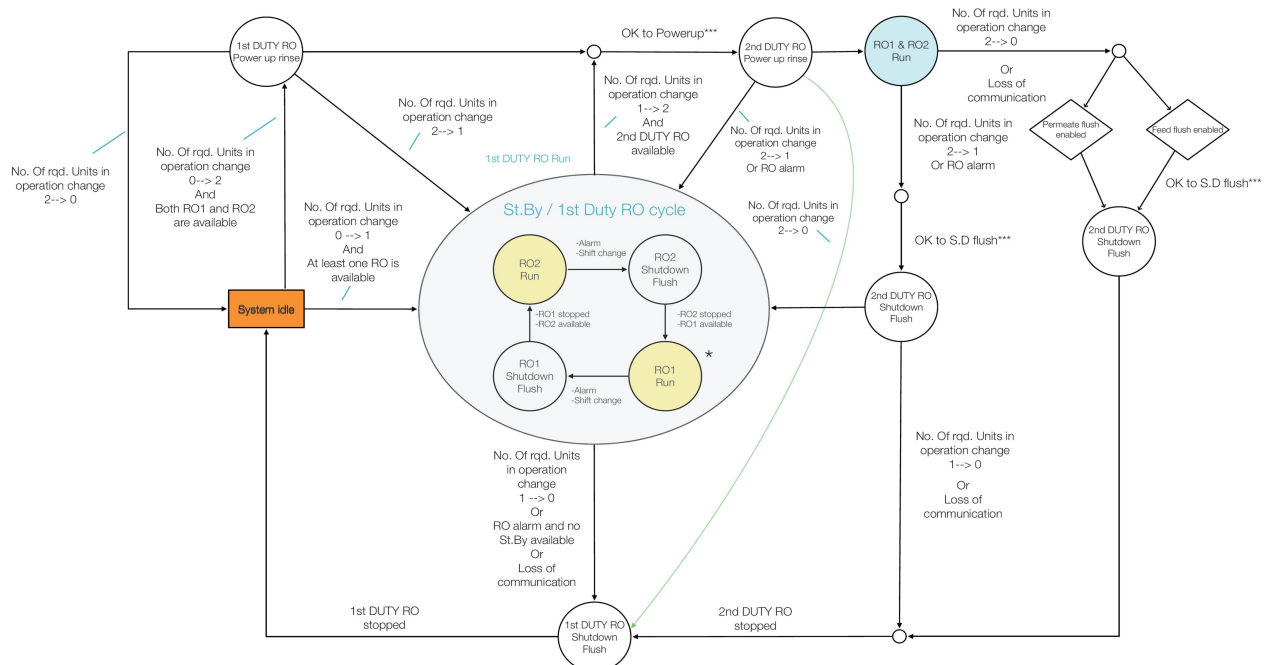 1st DUTY RO
Power up rinse
OK to Powerup***
2nd DUTY RO
Power up rinse
RO1 & RO2
Run
No. Of rqd. Units in
operation change
2--> 0
Or
Loss of
communication
Permeate flush
enabled
Feed flush enabled
OK to S.D flush***
2nd DUTY RO
Shutdown
Flush
No. Of rqd. Units in
operation change
2--> 0
No. Of rqd. Units in
operation change
0--> 2
And
Both RO1 and RO2
are available
No. Of rqd. Units in
operation change
2--> 1
No. Of rqd. Units in
operation change
0 --> 1
And
At least one RO is
available
1st DUTY RO Run
No. Of rqd. Units in
operation change
1--> 2
And
2nd DUTY RO
available
No. Of rqd. Units in
operation change
2--> 1
Or RO alarm
No. Of rqd. Units in
operation change
2--> 0
No. Of rqd. Units in
operation change
2--> 1
Or RO alarm
OK to S.D flush***
2nd DUTY RO
Shutdown
Flush
System idle
St.By / 1st Duty RO cycle
RO2
Run
-Alarm
-Shift change
RO2
Shutdown
Flush
-RO1 stopped
-RO2 available
-RO2 stopped
-RO1 available
RO1
Shutdown
Flush
-Alarm
-Shift change
RO1
Run
*
No. Of rqd. Units
in operation
change
1 --> 0
Or
RO alarm and no
St.By available
Or
Loss of
communication
No. Of rqd. Units in
operation change
1--> 0
Or
Loss of
communication
1st DUTY RO
stopped
1st DUTY RO
Shutdown
Flush
2nd DUTY RO
stopped